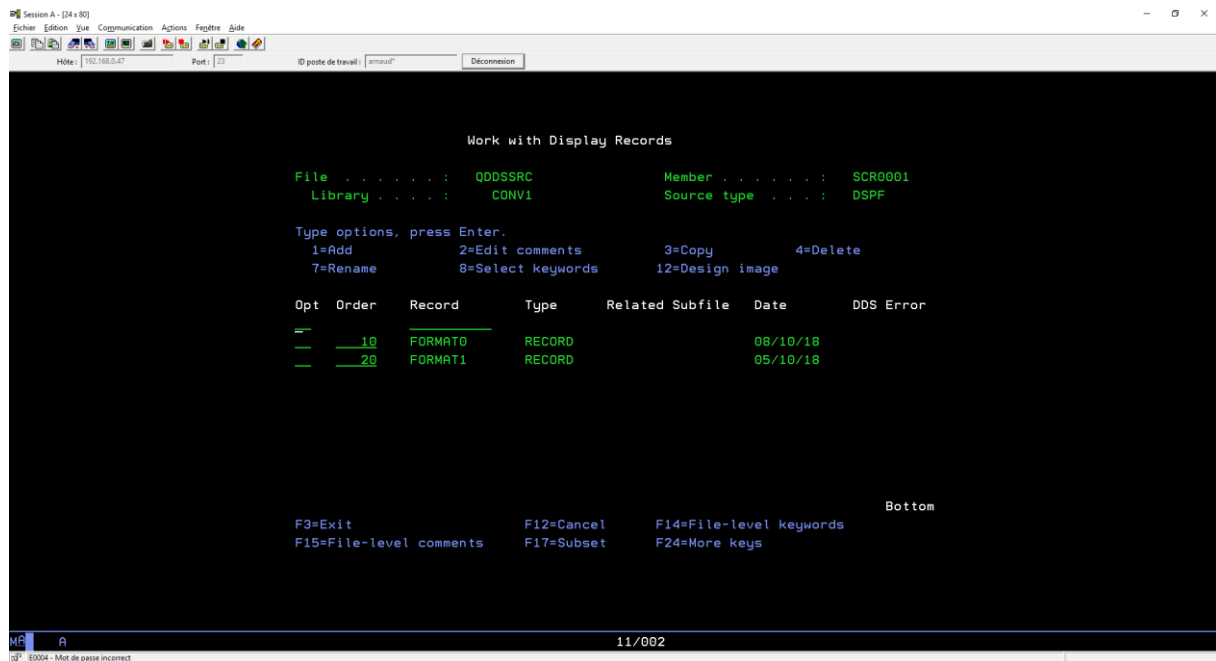 Session A - [24 x 80]
Fichier Edition Vue Communication Actions Fenêtre Aide
Hôte : 192.168.0.47 Port : 23 ID poste de travail : arnaud* Déconnexion
Work with Display Records
File . . . . . . : QDDSSRC Member . . . . . . : SCR0001
Library . . . . : CONV1 Source type . . . : DSPF
Type options, press Enter.
1=Add 2=Edit comments 3=Copy 4=Delete
7=Rename 8=Select keywords 12=Design image
Opt Order Record Type Related Subfile Date DDS Error
10 FORMAT0 RECORD 08/10/18
20 FORMAT1 RECORD 05/10/18
Bottom
F3=Exit F12=Cancel F14=File-level keywords
F15=File-level comments F17=Subset F24=More keys
MA A 11/002
E0004 - Mot de passe incorrect